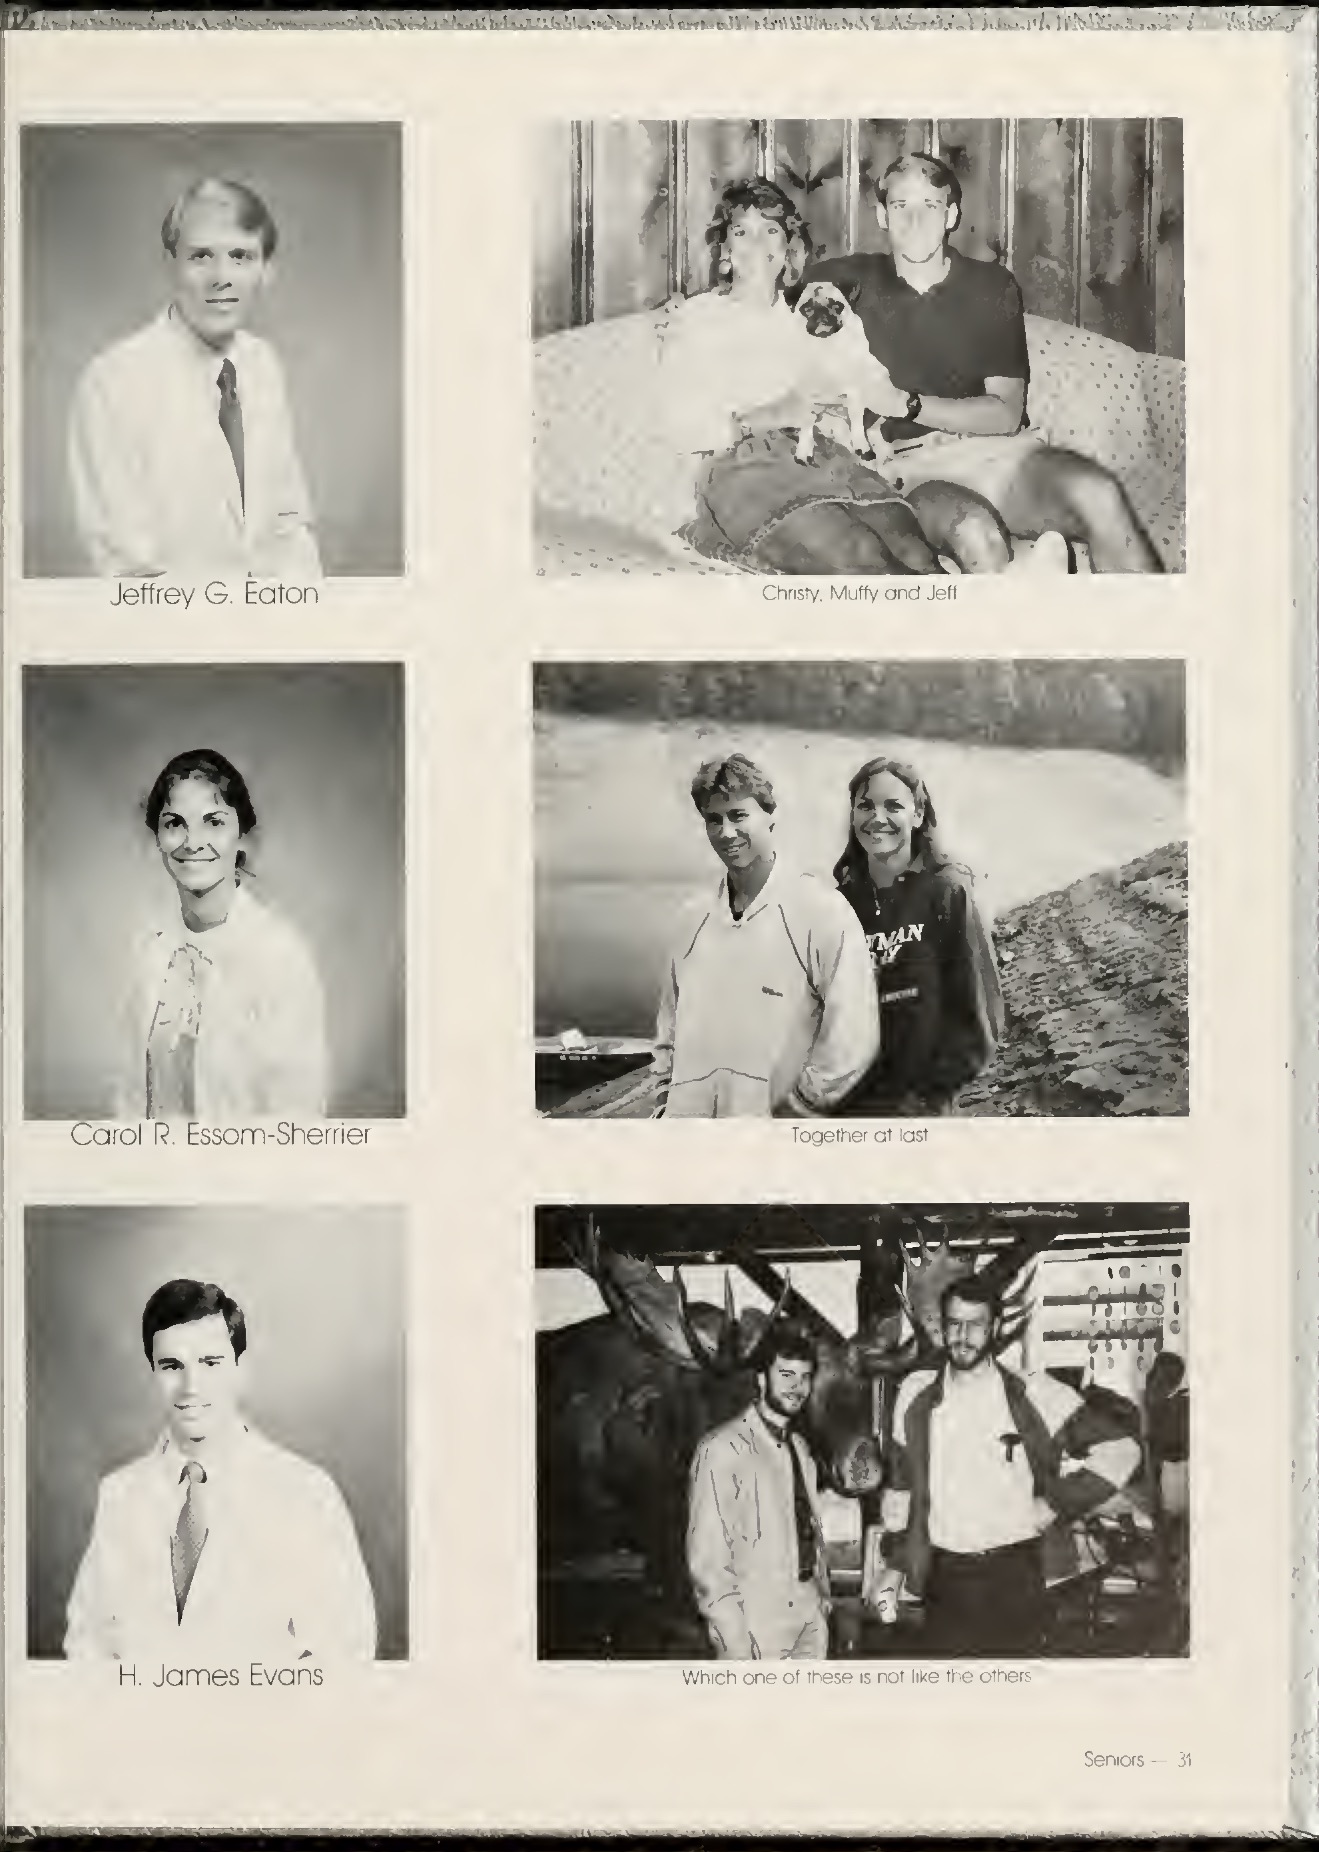 Jeffrey G. Eaton
Christy, Muffy and Jeff
Carol R. Essom-Sherrier
TMAN
Together at last
H. James Evans
Which one of these is not like the others
Seniors — 31